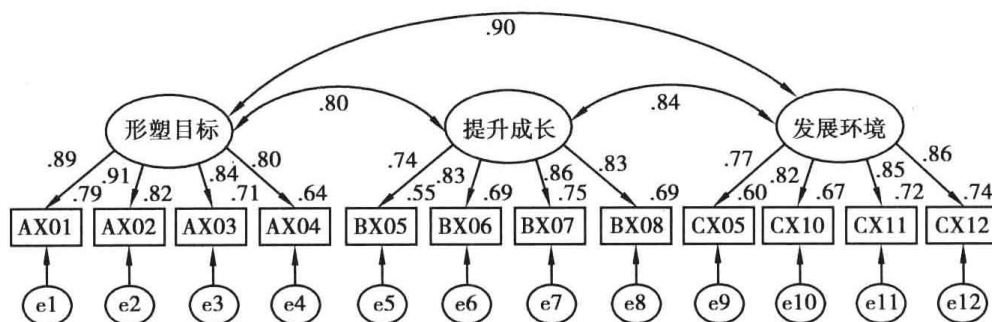 .90
.80
.84
形塑目标
提升成长
发展环境
.89 .91 .84 .80 .74 .83 .86 .83 .77 .82 .85 .86
.79 .82 .71 .64 .55 .69 .75 .69 .60 .67 .72 .74
AX01 AX02 AX03 AX04 BX05 BX06 BX07 BX08 CX05 CX10 CX11 CX12
e1 e2 e3 e4 e5 e6 e7 e8 e9 e10 e11 e12